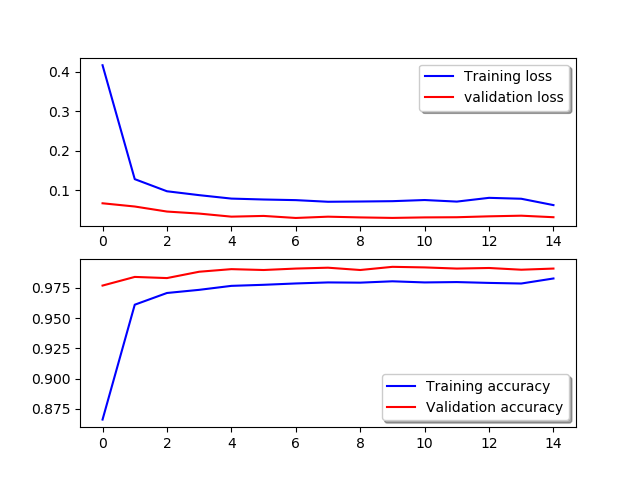 0.4
0.3
0.2
0.1
Training loss
validation loss
0 2 4 6 8 10 12 14
0.975
0.950
0.925
0.900
0.875
Training accuracy
Validation accuracy
0 2 4 6 8 10 12 14